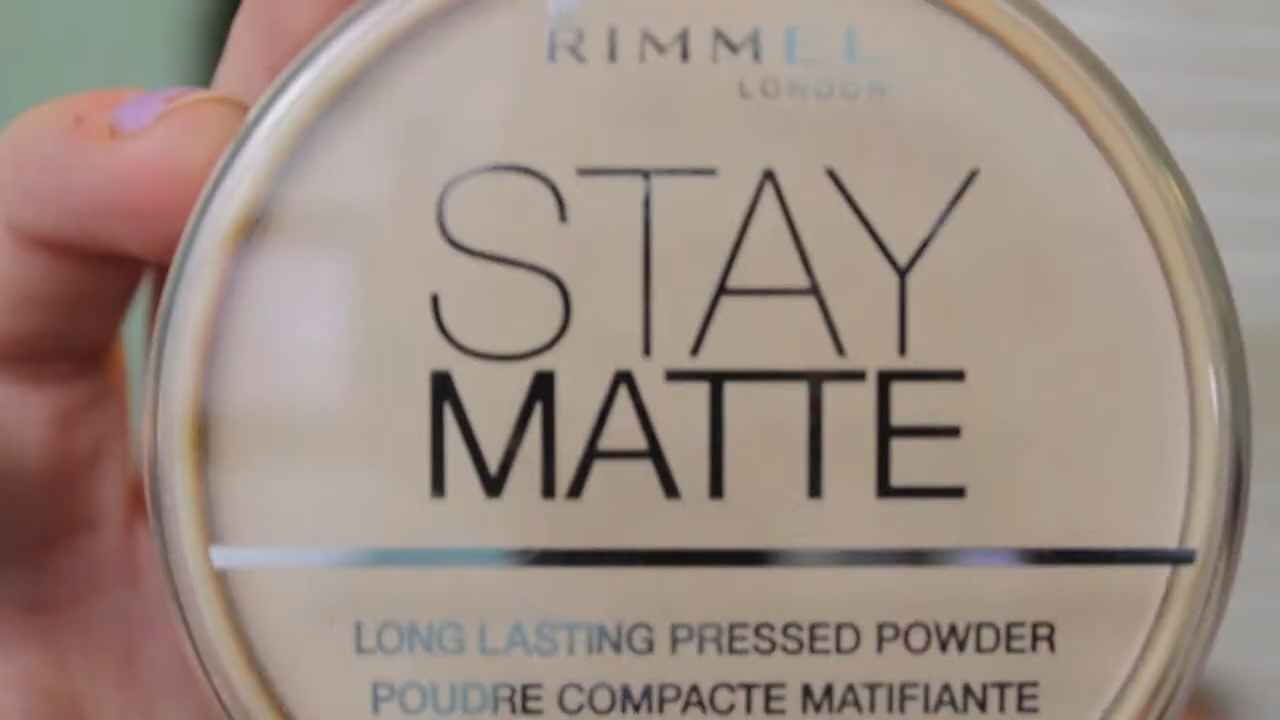 RIMMEL
LONDON
STAY
MATTE
LONG LASTING PRESSED POWDER
POUDRE COMPACTE MATIFIANTE